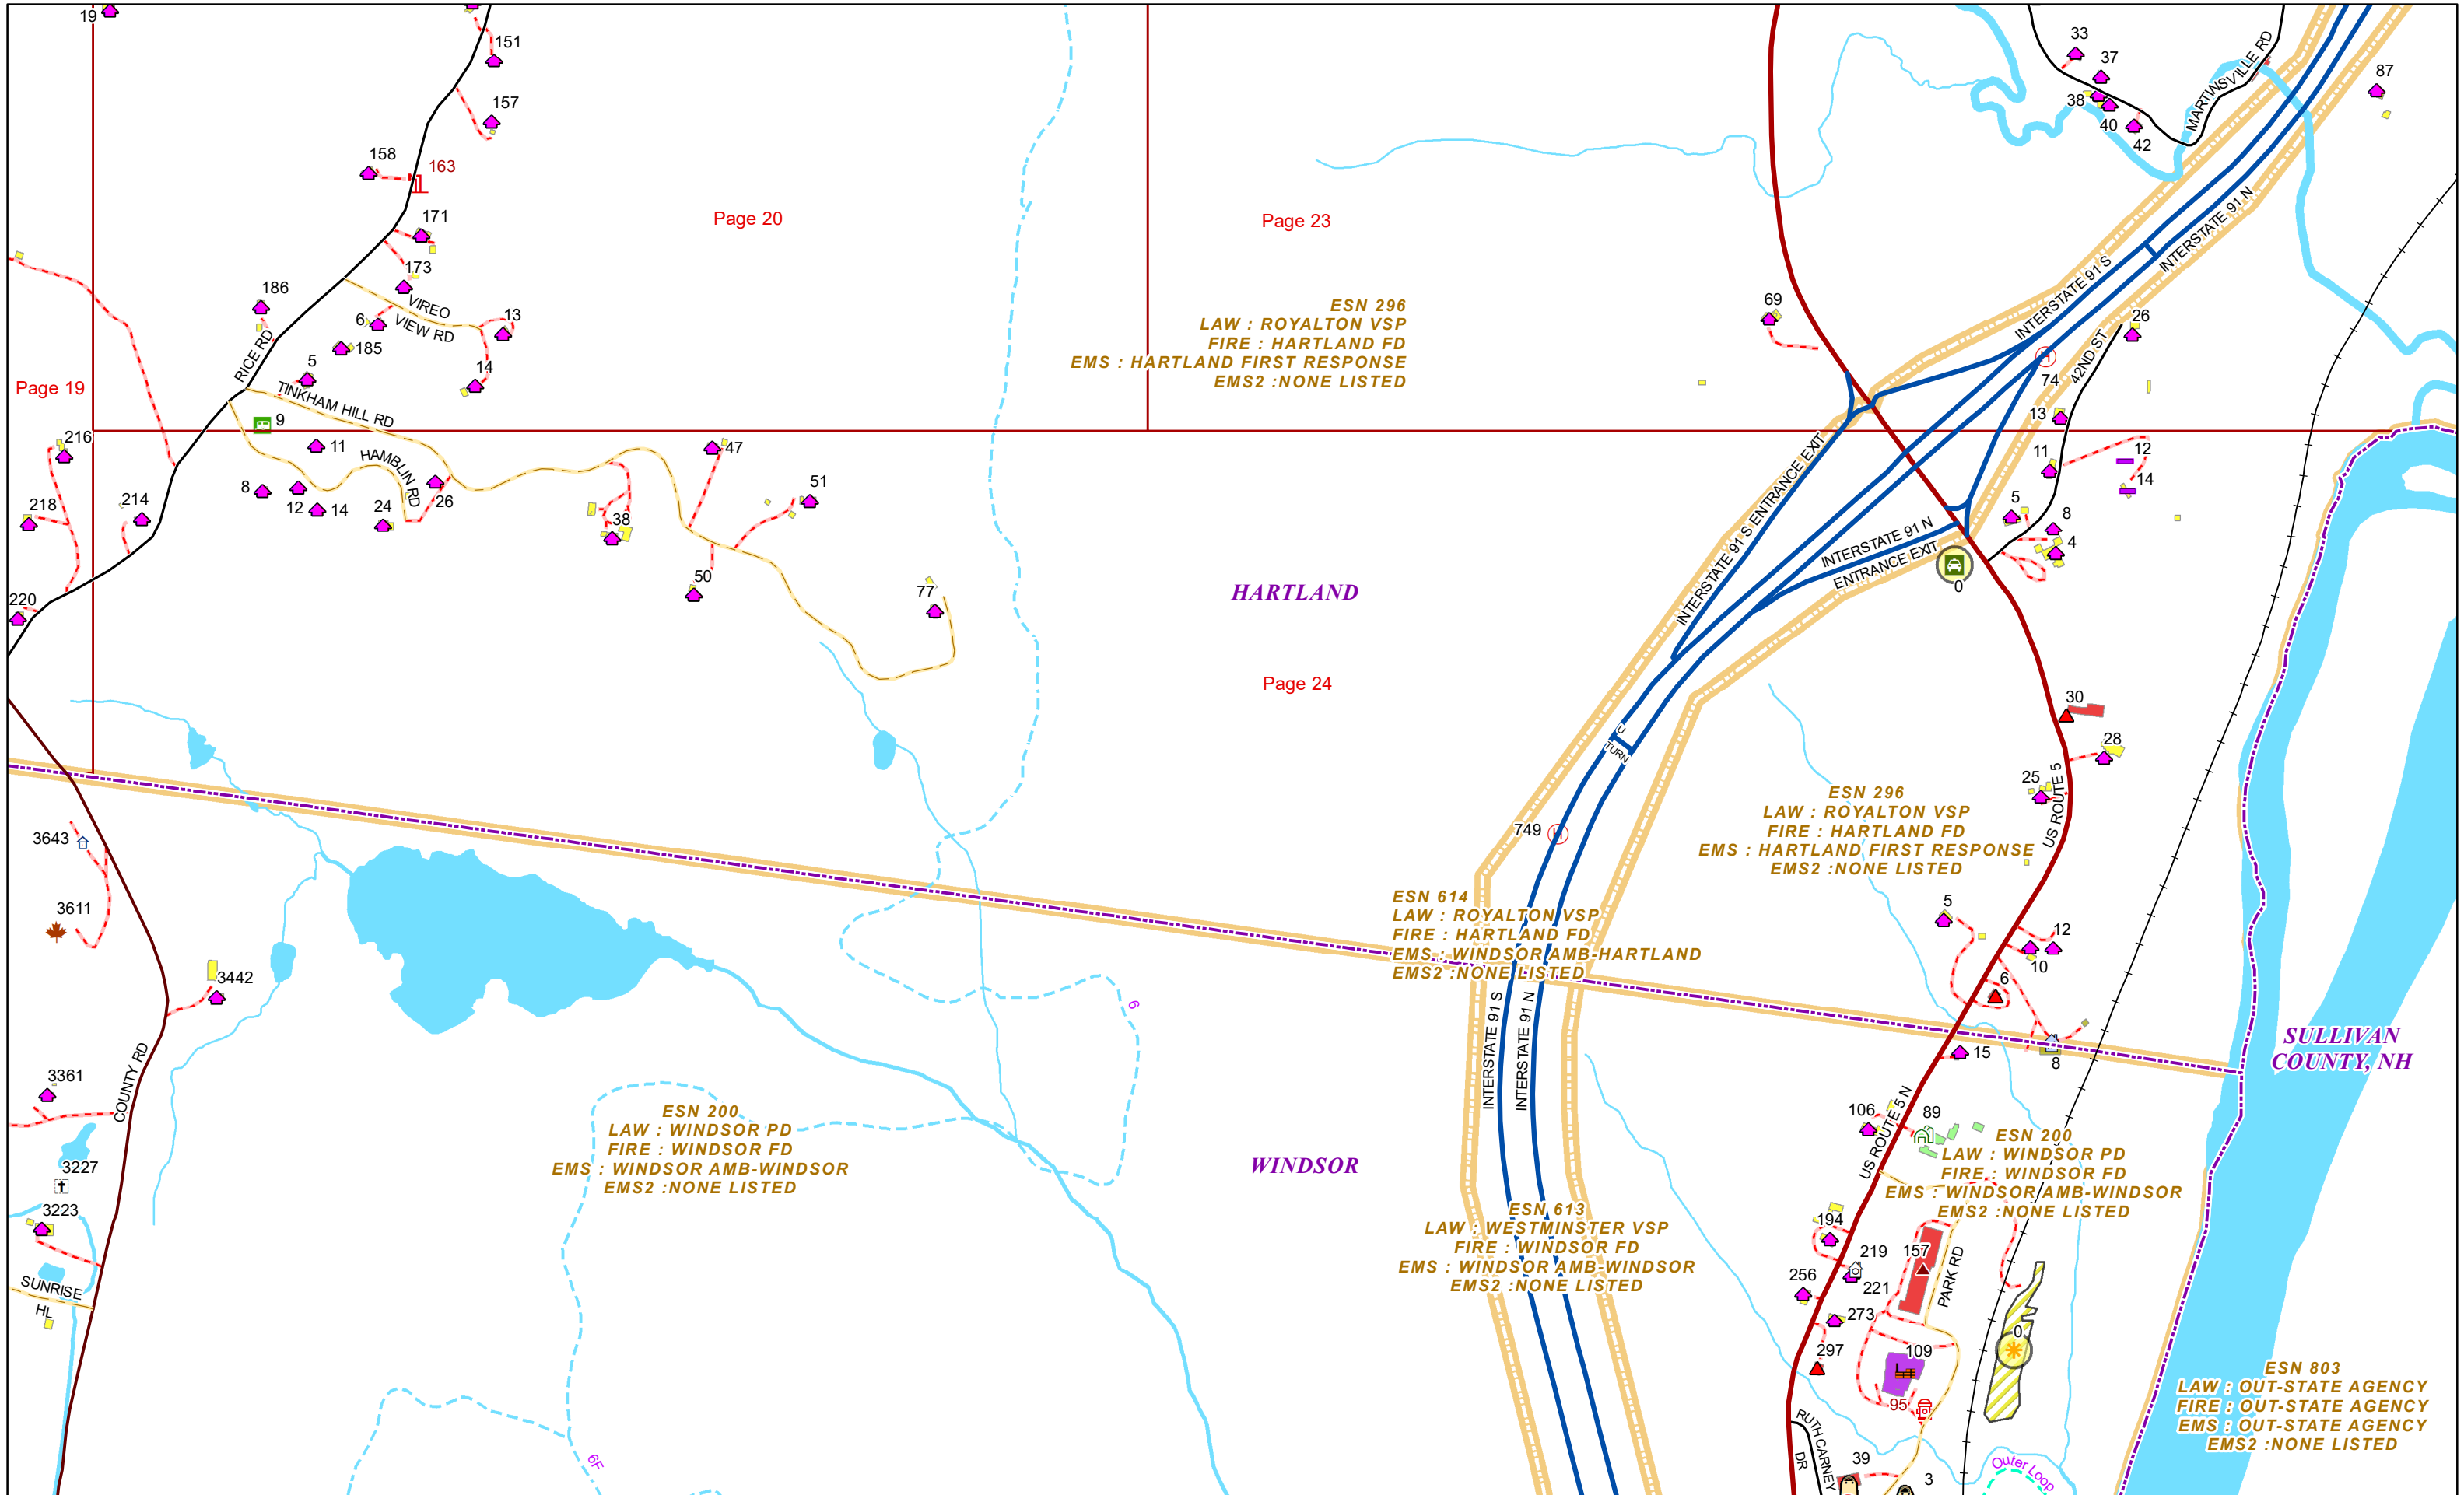 19
151
157
158
163
171
173
VIREO
VIEW RD
186
6
185
13
14
5
RICE RD
TINKHAM HILL RD
9
11
HAMBLIN RD
8
12
14
24
26
216
218
214
220
Page 19
Page 20
Page 23
47
51
38
50
77
ESN 296
LAW : ROYALTON VSP
FIRE : HARTLAND FD
EMS : HARTLAND FIRST RESPONSE
EMS2 :NONE LISTED
33
37
38
40
42
MARTINSVILLE RD
87
69
INTERSTATE 91 S
INTERSTATE 91 N
H
74
42ND ST
26
13
11
12
14
5
8
4
INTERSTATE 91 S ENTRANCE EXIT
INTERSTATE 91 N
ENTRANCE EXIT
0
HARTLAND
Page 24
U
TURN
30
28
25
US ROUTE 5
749
H
ESN 296
LAW : ROYALTON VSP
FIRE : HARTLAND FD
EMS : HARTLAND FIRST RESPONSE
EMS2 :NONE LISTED
ESN 614
LAW : ROYALTON VSP
FIRE : HARTLAND FD
EMS : WINDSOR AMB-HARTLAND
EMS2 :NONE LISTED
5
12
10
6
15
8
3643
3611
3442
3361
COUNTY RD
3227
3223
SUNRISE
HL
6
6F
INTERSTATE 91 S
INTERSTATE 91 N
SULLIVAN
COUNTY, NH
ESN 200
LAW : WINDSOR PD
FIRE : WINDSOR FD
EMS : WINDSOR AMB-WINDSOR
EMS2 :NONE LISTED
WINDSOR
106
89
US ROUTE 5 N
ESN 200
LAW : WINDSOR PD
FIRE : WINDSOR FD
EMS : WINDSOR AMB-WINDSOR
EMS2 :NONE LISTED
ESN 613
LAW : WESTMINSTER VSP
FIRE : WINDSOR FD
EMS : WINDSOR AMB-WINDSOR
EMS2 :NONE LISTED
194
219
157
PARK RD
221
256
273
297
109
0
95
RUTH CARNEY
DR
39
3
Outer Loop
ESN 803
LAW : OUT-STATE AGENCY
FIRE : OUT-STATE AGENCY
EMS : OUT-STATE AGENCY
EMS2 :NONE LISTED